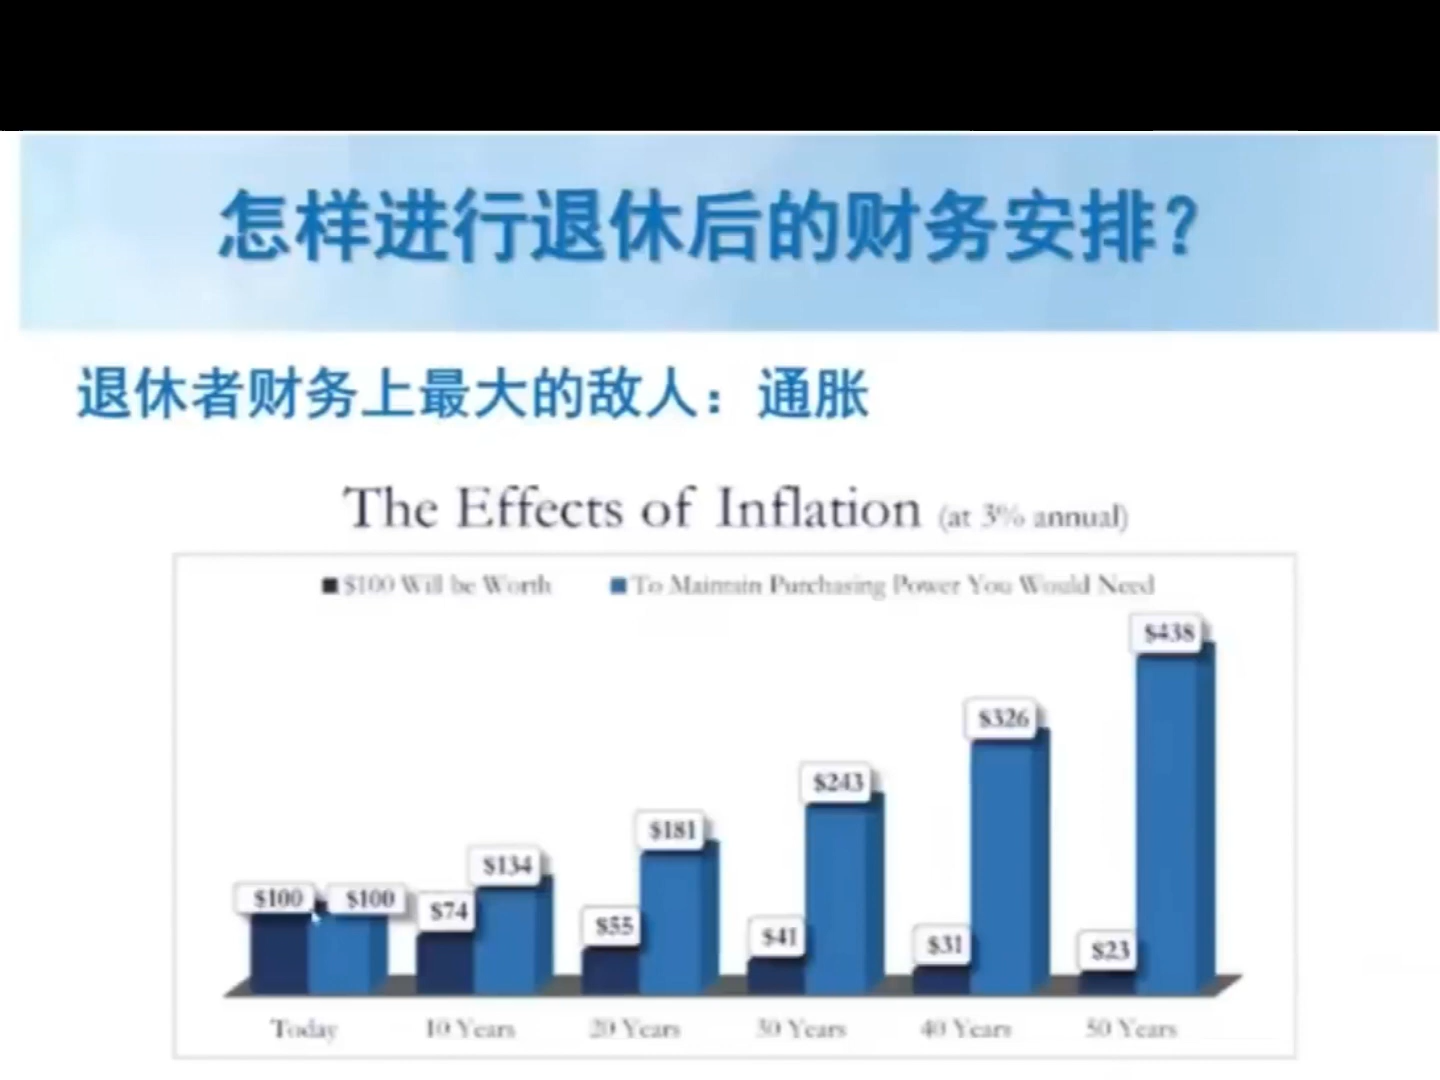 怎样进行退休后的财务安排?
退休者财务上最大的敌人：通胀
The Effects of Inflation (at 3% annual)
$100 Will be Worth To Maintain Purchasing Power You Would Need
$438
$326
$243
$181
$134
$100 $100 $74 $55 $41 $31 $23
Today 10 Years 20 Years 30 Years 40 Years 50 Years